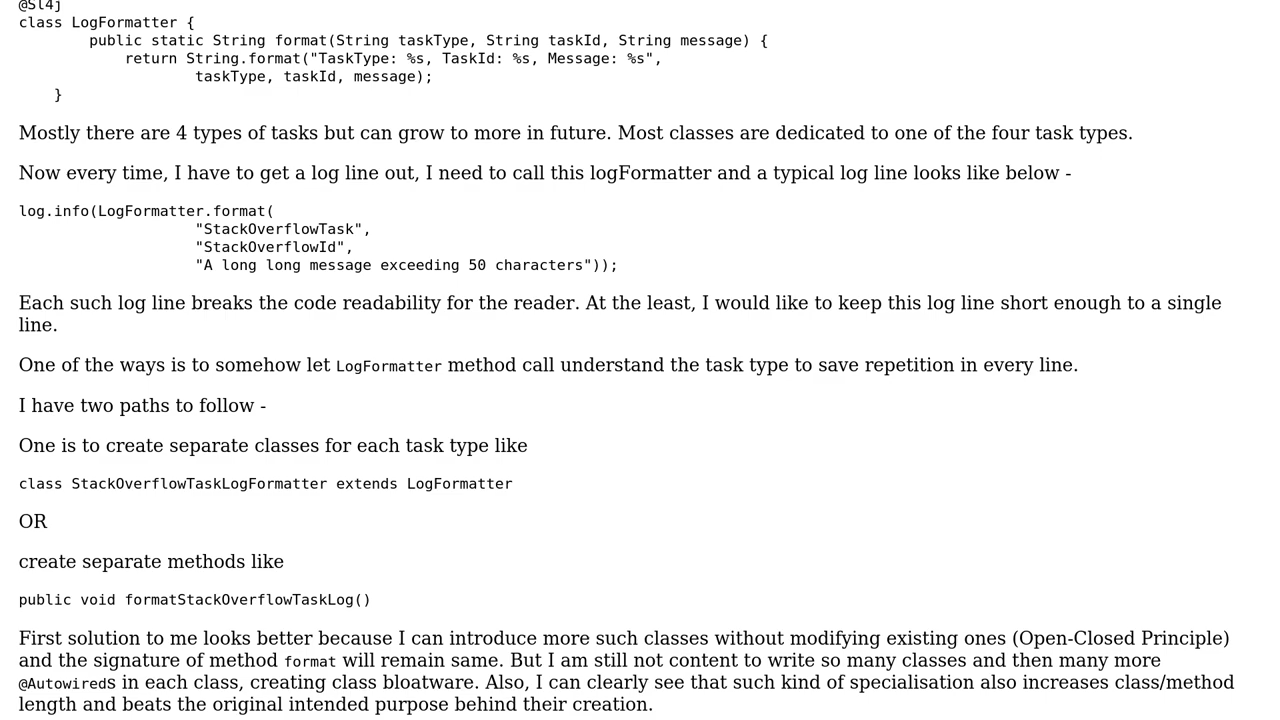 @Sl4j
class LogFormatter {
        public static String format(String taskType, String taskId, String message) {
            return String.format("TaskType: %s, TaskId: %s, Message: %s",
                    taskType, taskId, message);
    }
Mostly there are 4 types of tasks but can grow to more in future. Most classes are dedicated to one of the four task types.
Now every time, I have to get a log line out, I need to call this logFormatter and a typical log line looks like below -
log.info(LogFormatter.format(
                    "StackOverflowTask",
                    "StackOverflowId",
                    "A long long message exceeding 50 characters"));
Each such log line breaks the code readability for the reader. At the least, I would like to keep this log line short enough to a single
line.
One of the ways is to somehow let LogFormatter method call understand the task type to save repetition in every line.
I have two paths to follow -
One is to create separate classes for each task type like
class StackOverflowTaskLogFormatter extends LogFormatter
OR
create separate methods like
public void formatStackOverflowTaskLog()
First solution to me looks better because I can introduce more such classes without modifying existing ones (Open-Closed Principle)
and the signature of method format will remain same. But I am still not content to write so many classes and then many more
@Autowireds in each class, creating class bloatware. Also, I can clearly see that such kind of specialisation also increases class/method
length and beats the original intended purpose behind their creation.